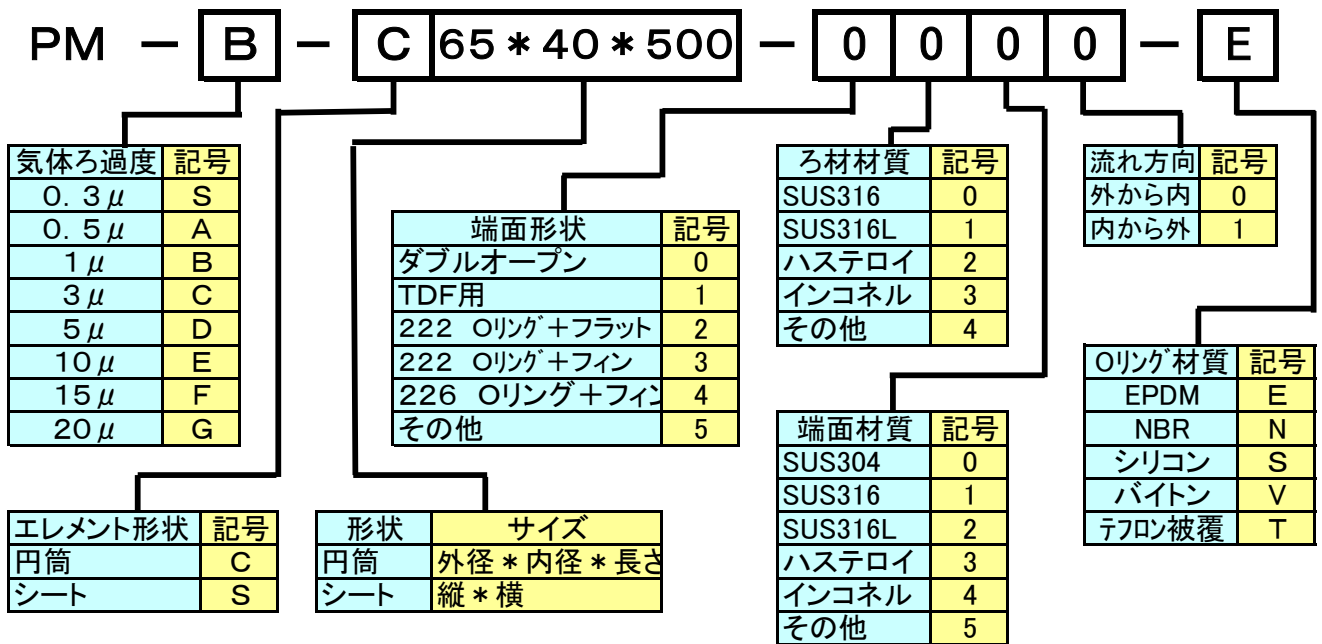 PM － B － C 65＊40＊500 － 0 0 0 0 － E
気体ろ過度 記号
0．3μ S
0．5μ A
1μ B
3μ C
5μ D
10μ E
15μ F
20μ G
端面形状 記号
ダブルオープン 0
TDF用 1
222 Oリング＋フラット 2
222 Oリング＋フィン 3
226 Oリング＋フィン 4
その他 5
ろ材材質 記号
SUS316 0
SUS316L 1
ハステロイ 2
インコネル 3
その他 4
流れ方向 記号
外から内 0
内から外 1
Oリング材質 記号
EPDM E
NBR N
シリコン S
バイトン V
テフロン被覆 T
エレメント形状 記号
円筒 C
シート S
形状 サイズ
円筒 外径＊内径＊長さ
シート 縦＊横
端面材質 記号
SUS304 0
SUS316 1
SUS316L 2
ハステロイ 3
インコネル 4
その他 5